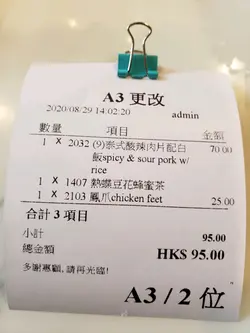 A3 更改
2020/08/29 14:02:20 admin
數量 項目 金額
1 X 2032 (9)泰式酸辣肉片配白 70.00
飯spicy & sour pork w/
rice
1 X 1407 熱蝶豆花蜂蜜茶
1 X 2103 鳳爪chicken feet 25.00
合計 3 項目
小計 95.00
總金額 HK$ 95.00
多謝惠顧,請再光臨!
A3 / 2 位